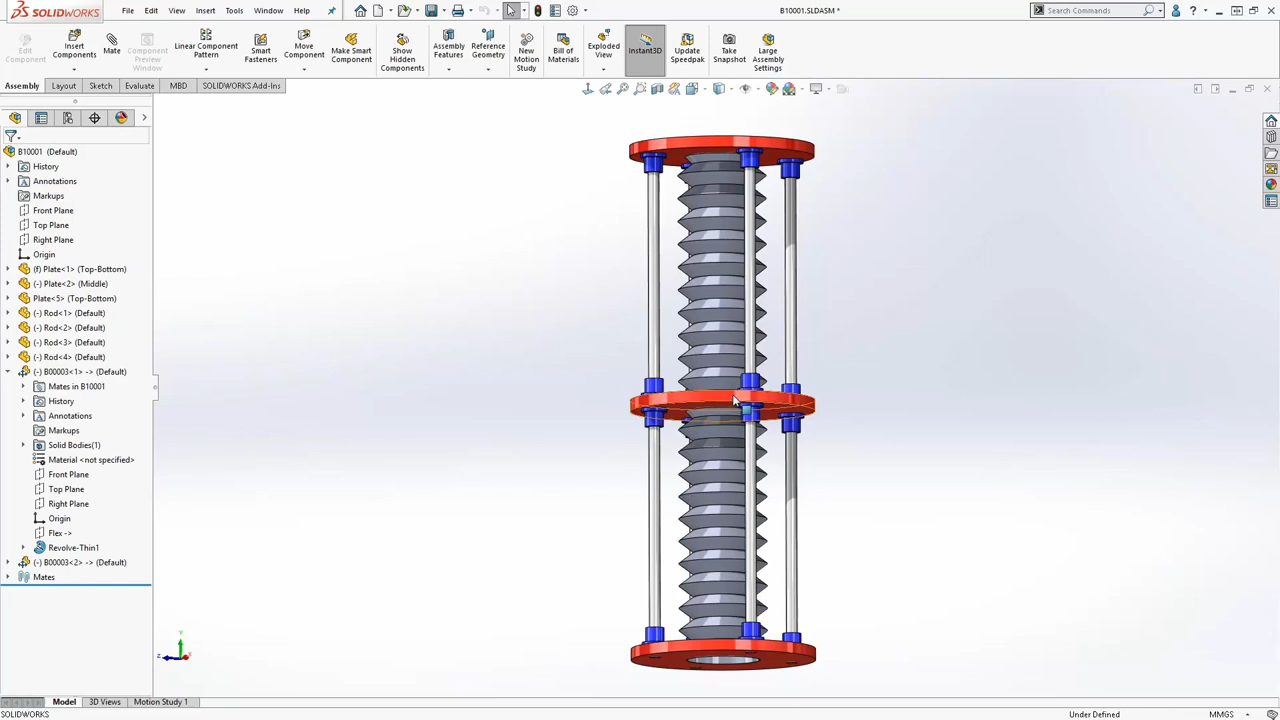 SOLIDWORKS
File Edit View Insert Tools Window Help
B10001.SLDASM *
Search Commands
Edit Component
Insert Components
Mate
Component Preview Window
Linear Component Pattern
Smart Fasteners
Move Component
Make Smart Component
Show Hidden Components
Assembly Features
Reference Geometry
New Motion Study
Bill of Materials
Exploded View
Instant3D
Update Speedpak
Take Snapshot
Large Assembly Settings
Assembly Layout Sketch Evaluate MBD SOLIDWORKS Add-Ins
B10001 (Default)
History
Annotations
Markups
Front Plane
Top Plane
Right Plane
Origin
(f) Plate<1> (Top-Bottom)
(-) Plate<2> (Middle)
Plate<5> (Top-Bottom)
(-) Rod<1> (Default)
(-) Rod<2> (Default)
(-) Rod<3> (Default)
(-) Rod<4> (Default)
(-) B00003<1> -> (Default)
Mates in B10001
History
Annotations
Markups
Solid Bodies(1)
Material <not specified>
Front Plane
Top Plane
Right Plane
Origin
Flex ->
Revolve-Thin1
(-) B00003<2> -> (Default)
Mates
Y
Z
X
Model 3D Views Motion Study 1
SOLIDWORKS
Under Defined
MMGS